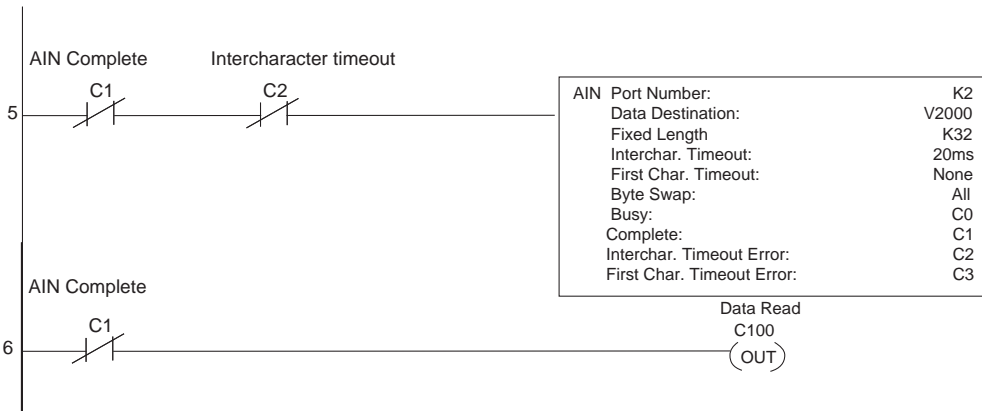 AIN Complete Intercharacter timeout
C1 C2
5
AIN Port Number: K2
Data Destination: V2000
Fixed Length K32
Interchar. Timeout: 20ms
First Char. Timeout: None
Byte Swap: All
Busy: C0
Complete: C1
Interchar. Timeout Error: C2
First Char. Timeout Error: C3
AIN Complete
Data Read
C1
C100
6
OUT